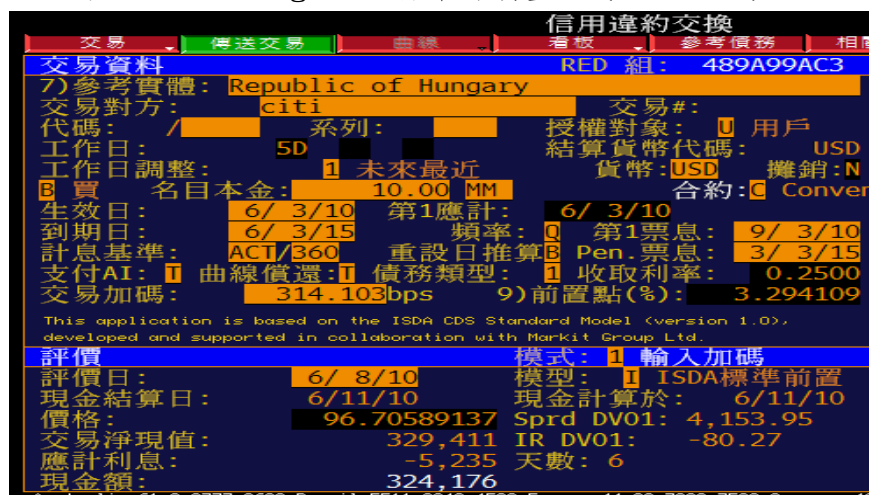 信用違約交換
交易 傳送交易 曲線 看板 參考債務
交易資料 RED 組: 489A99AC3
7)參考實體: Republic of Hungary
交易對方: citi 交易#:
代碼: / 系列: 授權對象: U 用戶
工作日: 5D 結算貨幣代碼: USD
工作日調整: 1 未來最近 貨幣:USD 攤銷:N
B 買 名目本金: 10.00 MM 合約:C Conver
生效日: 6/ 3/10 第1應計: 6/ 3/10
到期日: 6/ 3/15 頻率: Q 第1票息: 9/ 3/10
計息基準: ACT/360 重設日推算B Pen.票息: 3/ 3/15
支付AI: T 曲線償還:T 債務類型: 1 收取利率: 0.2500
交易加碼: 314.103bps 9)前置點(%): 3.294109
This application is based on the ISDA CDS Standard Model (version 1.0),
developed and supported in collaboration with Markit Group Ltd.
評價 模式: 1 輸入加碼
評價日: 6/ 8/10 模型: I ISDA標準前置
現金結算日: 6/11/10 現金計算於: 6/11/10
價格: 96.70589137 Sprd DV01: 4,153.95
交易淨現值: 329,411 IR DV01: -80.27
應計利息: -5,235 天數: 6
現金額: 324,176